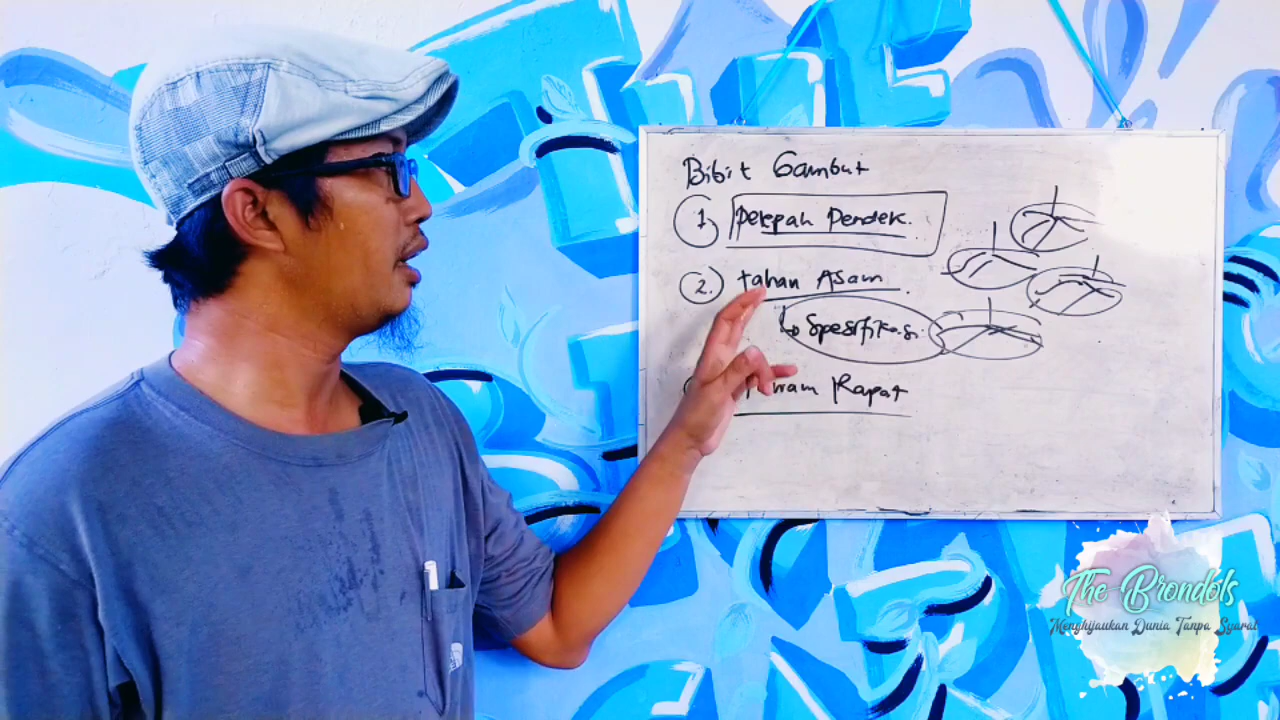 Bibit Gambut
1. Pelepah Pendek.
2. tahan Asam.
Spesifikasi
Rapat
The Brondols
Menghijaukan Dunia Tanpa Syarat